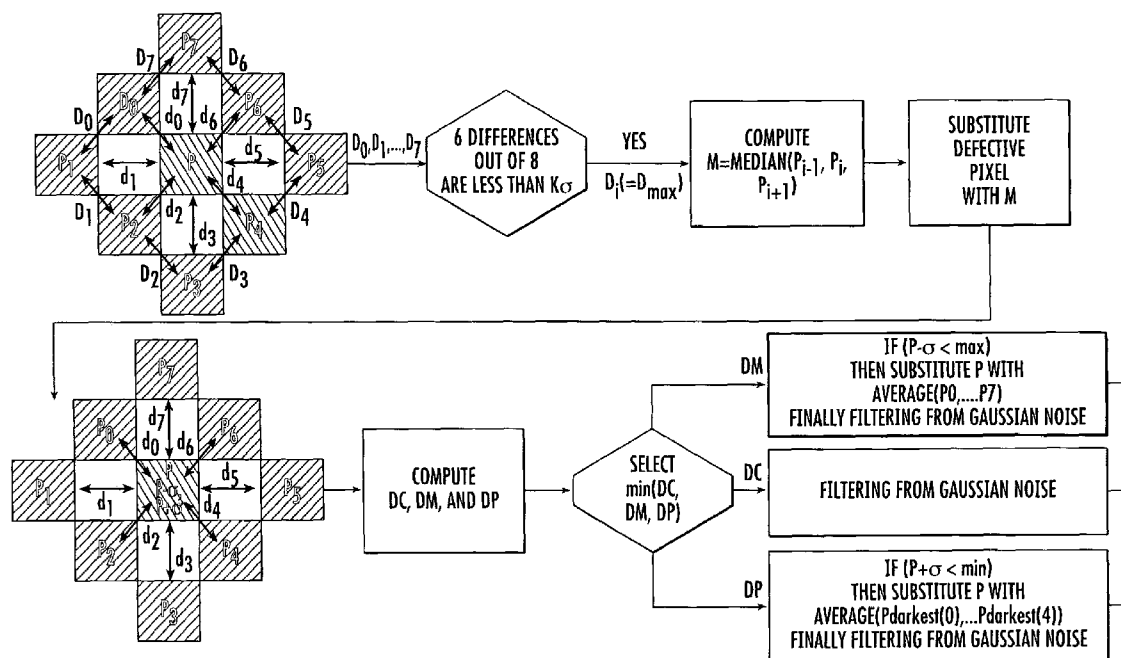 P7
D7 D6
D0 P6
d7
D0 d0 d6 D5
P1 P P5
d1 d5
D0,D1,...,D7
d2 d4
D1 P2 P4 D4
d3
D2 D3
P3
6 DIFFERENCES
OUT OF 8
ARE LESS THAN Kσ
YES
Di(=Dmax)
COMPUTE
M=MEDIAN(Pi-1, Pi,
Pi+1)
SUBSTITUTE
DEFECTIVE
PIXEL
WITH M
P7
P0 d7 P6
d0 d6
P1 P P5
d1 d5
P-σ
P+σ
d2 d4
P2 d3 P4
P3
COMPUTE
DC, DM, AND DP
SELECT
min(DC,
DM, DP)
DM
IF (P-σ < max)
THEN SUBSTITUTE P WITH
AVERAGE(P0,....P7)
FINALLY FILTERING FROM GAUSSIAN NOISE
DC
FILTERING FROM GAUSSIAN NOISE
DP
IF (P+σ < min)
THEN SUBSTITUTE P WITH
AVERAGE(Pdarkest(0),...Pdarkest(4))
FINALLY FILTERING FROM GAUSSIAN NOISE